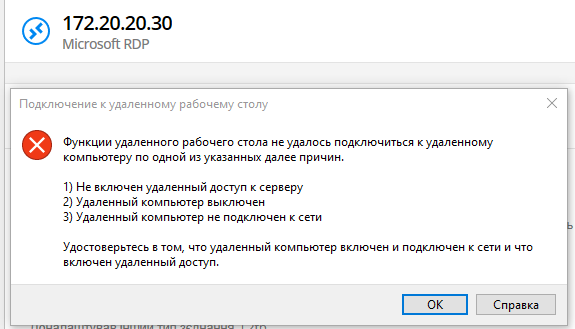 172.20.20.30
Microsoft RDP
Подключение к удаленному рабочему столу
Функции удаленного рабочего стола не удалось подключиться к удаленному
компьютеру по одной из указанных далее причин.
1) Не включен удаленный доступ к серверу
2) Удаленный компьютер выключен
3) Удаленный компьютер не подключен к сети
Удостоверьтесь в том, что удаленный компьютер включен и подключен к сети и что
включен удаленный доступ.
ОК
Справка